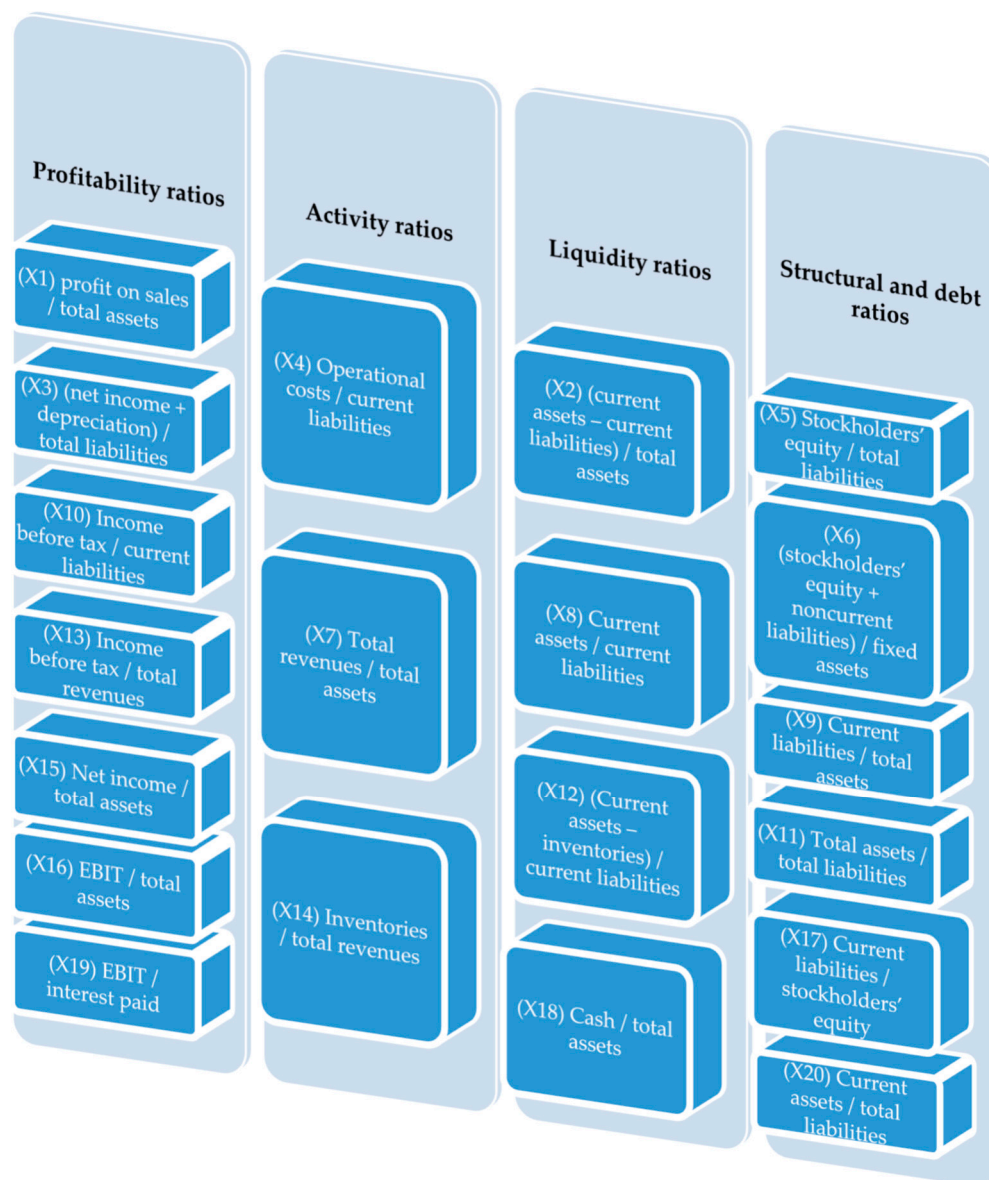 Profitability ratios
(X1) profit on sales
/ total assets
(X3) (net income +
depreciation) /
total liabilities
(X10) Income
before tax / current
liabilities
(X13) Income
before tax / total
revenues
(X15) Net income /
total assets
(X16) EBIT / total
assets
(X19) EBIT /
interest paid
Activity ratios
(X4) Operational
costs / current
liabilities
(X7) Total
revenues / total
assets
(X14) Inventories
/ total revenues
Liquidity ratios
(X2) (current
assets – current
liabilities) / total
assets
(X8) Current
assets / current
liabilities
(X12) (Current
assets –
inventories) /
current liabilities
(X18) Cash / total
assets
Structural and debt
ratios
(X5) Stockholders’
equity / total
liabilities
(X6)
(stockholders’
equity +
noncurrent
liabilities) / fixed
assets
(X9) Current
liabilities / total
assets
(X11) Total assets /
total liabilities
(X17) Current
liabilities /
stockholders’
equity
(X20) Current
assets / total
liabilities